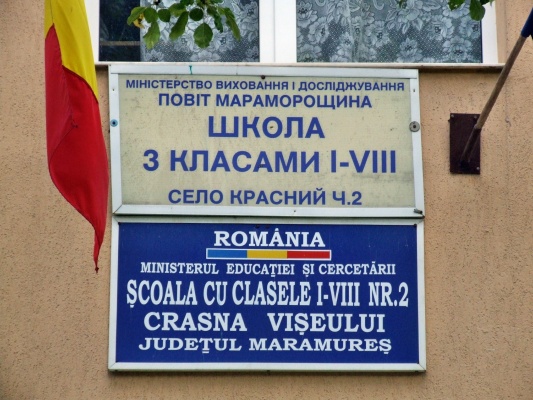 МІНІСТЕРСТВО ВИХОВАННЯ І ДОСЛІДЖУВАННЯ
ПОВІТ МАРАМОРОЩИНА
ШКОЛА
З КЛАСАМИ I-VIII
СЕЛО КРАСНИЙ Ч.2
ROMÂNIA
MINISTERUL EDUCAȚIEI ȘI CERCETĂRII
ȘCOALA CU CLASELE I-VIII NR.2
CRASNA VIȘEULUI
JUDEȚUL MARAMUREȘ